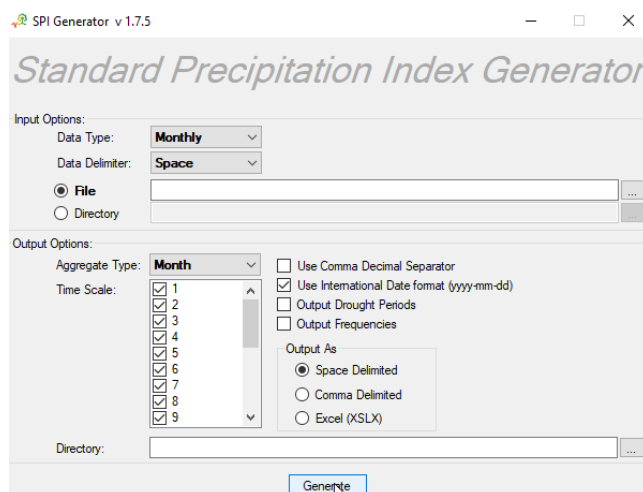 SPI Generator v 1.7.5
Standard Precipitation Index Generator
Input Options:
Data Type: Monthly
Data Delimiter: Space
File ...
Directory ...
Output Options:
Aggregate Type: Month
Use Comma Decimal Separator
Time Scale: 1
Use International Date format (yyyy-mm-dd)
2
Output Drought Periods
3
Output Frequencies
4
5
Output As
6
Space Delimited
7
Comma Delimited
8
9
Excel (XSLX)
Directory: ...
Generate